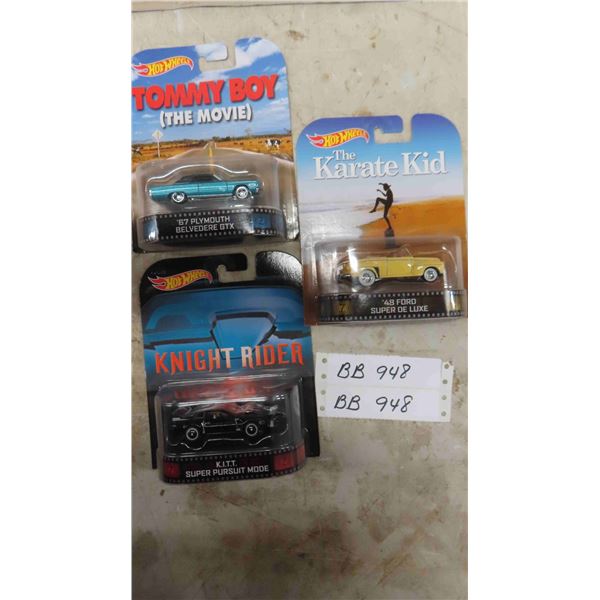 HOT WHEELS
TOMMY BOY
(THE MOVIE)
'67 PLYMOUTH
BELVEDERE GTX
HOT WHEELS
The
Karate Kid
'48 FORD
SUPER DE LUXE
HOT WHEELS
KNIGHT RIDER
K.I.T.T.
SUPER PURSUIT MODE
BB 948
BB 948